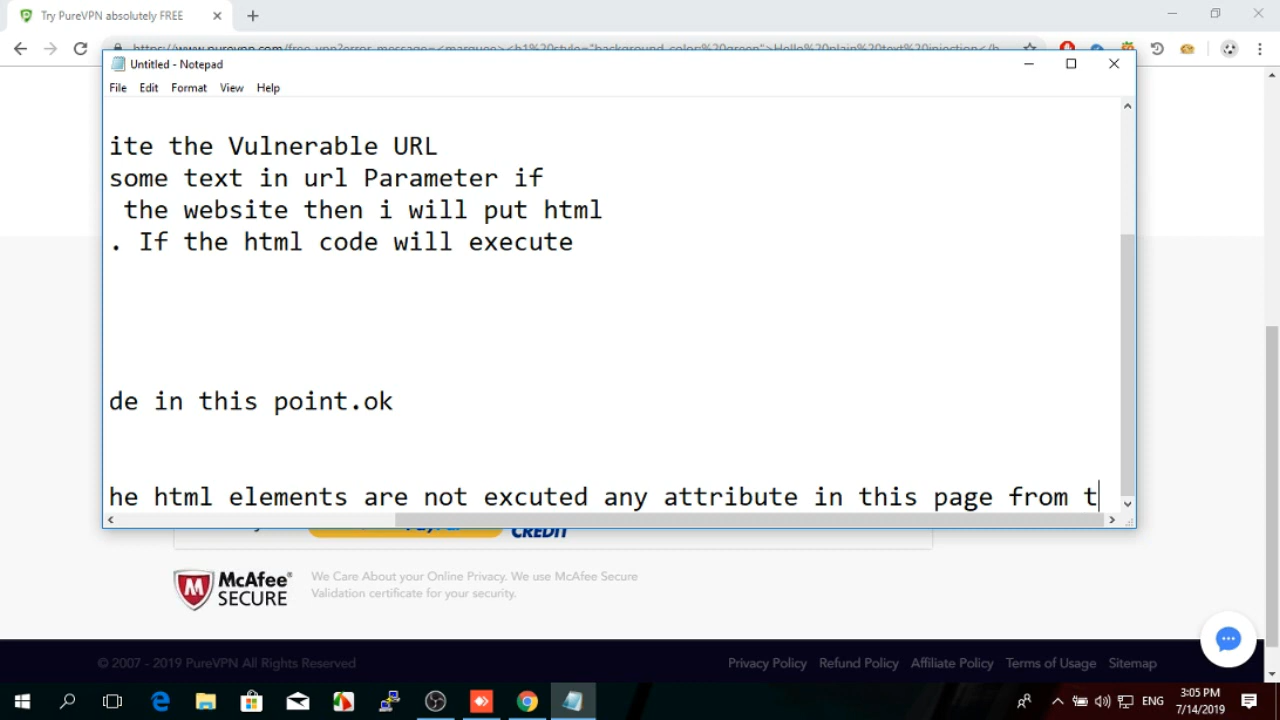 Try PureVPN absolutely FREE
Untitled - Notepad
File Edit Format View Help
ite the Vulnerable URL
some text in url Parameter if
the website then i will put html
. If the html code will execute
de in this point.ok
he html elements are not excuted any attribute in this page from t
CREDIT
McAfee SECURE
We Care About your Online Privacy. We use McAfee Secure
Validation certificate for your security.
© 2007 - 2019 PureVPN All Rights Reserved
Privacy Policy Refund Policy Affiliate Policy Terms of Usage Sitemap
ENG
3:05 PM
7/14/2019